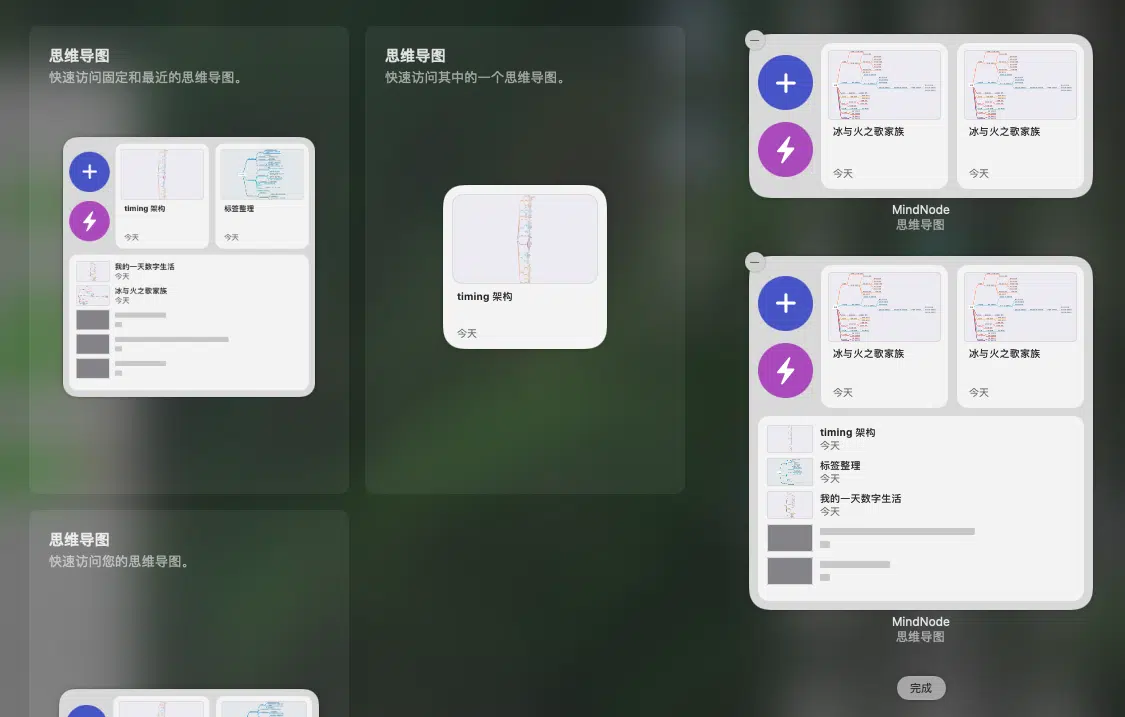 思维导图
快速访问固定和最近的思维导图。
timing 架构
今天
标签整理
今天
我的一天数字生活
今天
冰与火之歌家族
今天
思维导图
快速访问其中的一个思维导图。
timing 架构
今天
思维导图
快速访问您的思维导图。
冰与火之歌家族
今天
冰与火之歌家族
今天
MindNode
思维导图
冰与火之歌家族
今天
冰与火之歌家族
今天
timing 架构
今天
标签整理
今天
我的一天数字生活
今天
MindNode
思维导图
完成